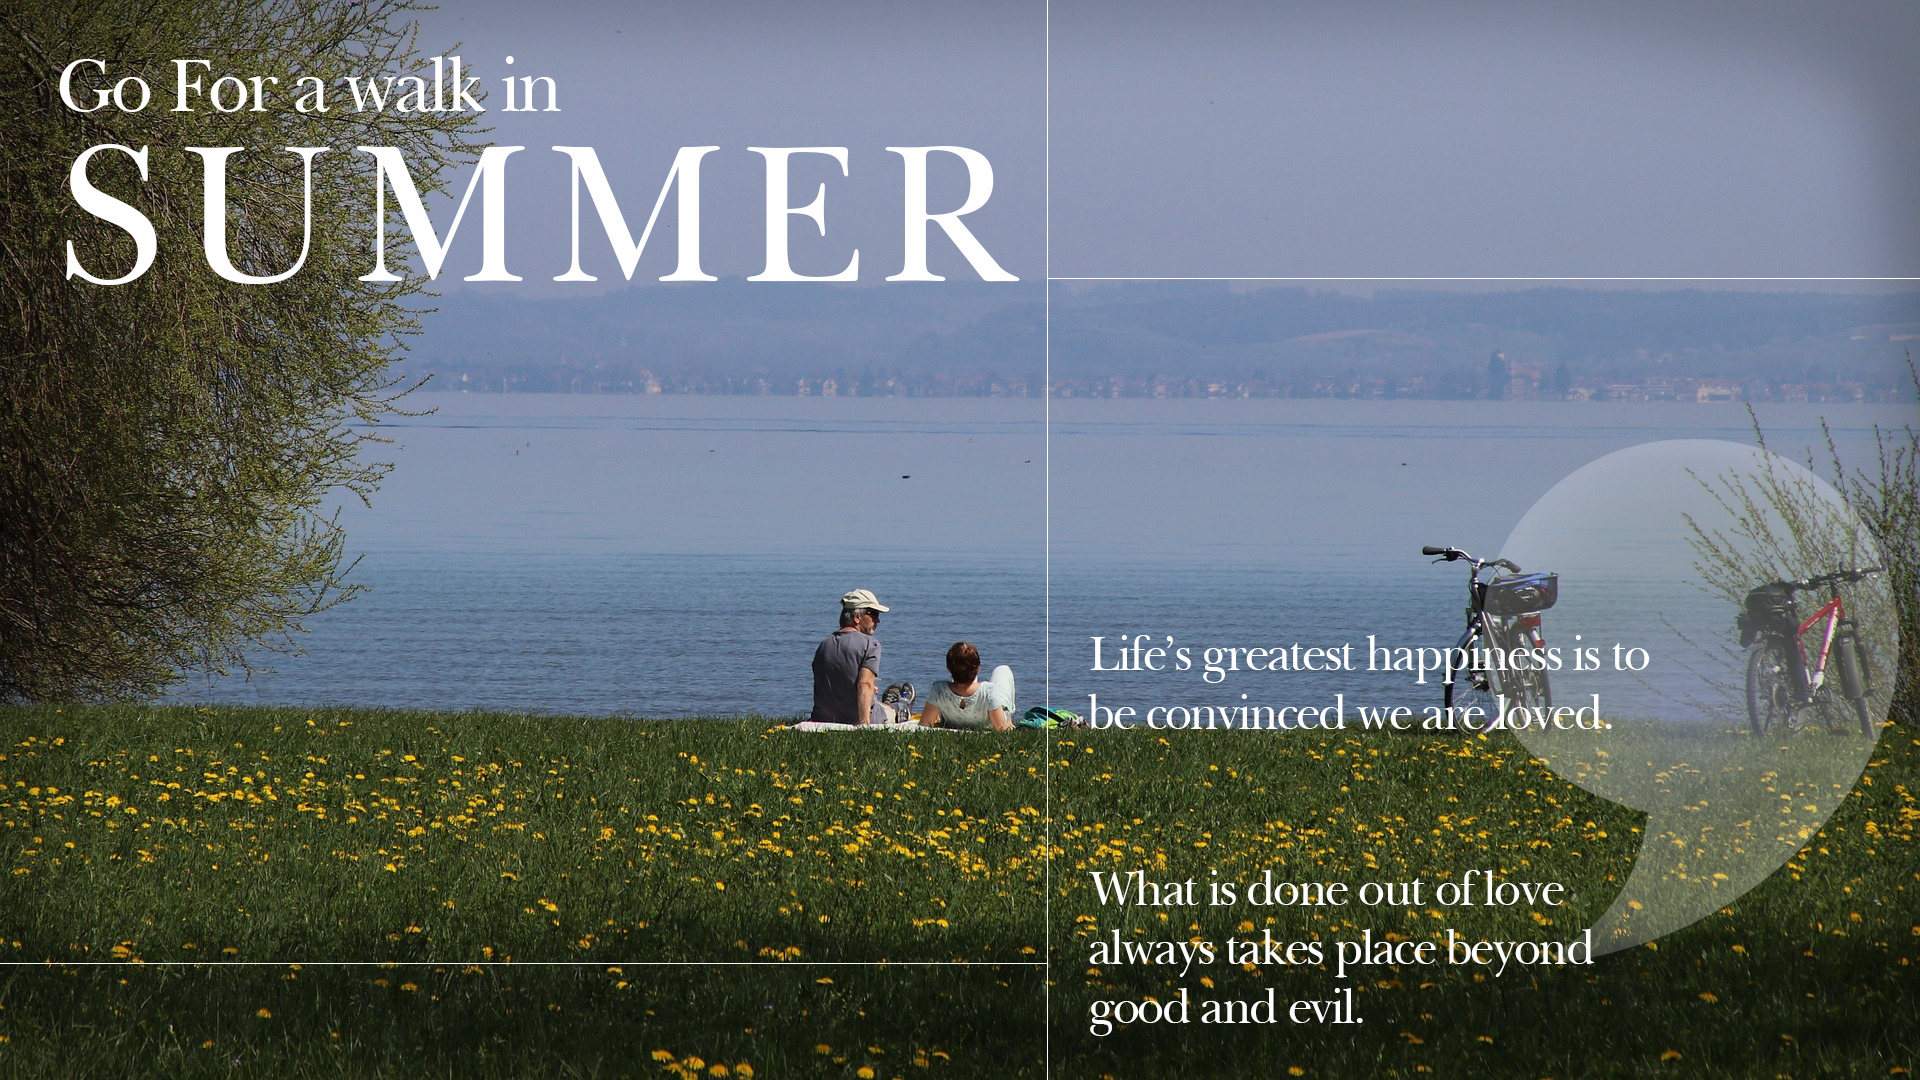 Go For a walk in
SUMMER
Life’s greatest happiness is to
be convinced we are loved.
What is done out of love
always takes place beyond
good and evil.